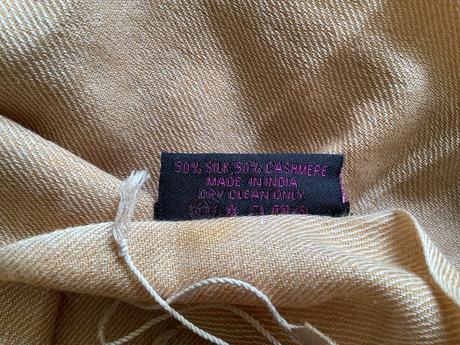 50% SILK, 50% CASHMERE
MADE IN INDIA
DRY CLEAN ONLY